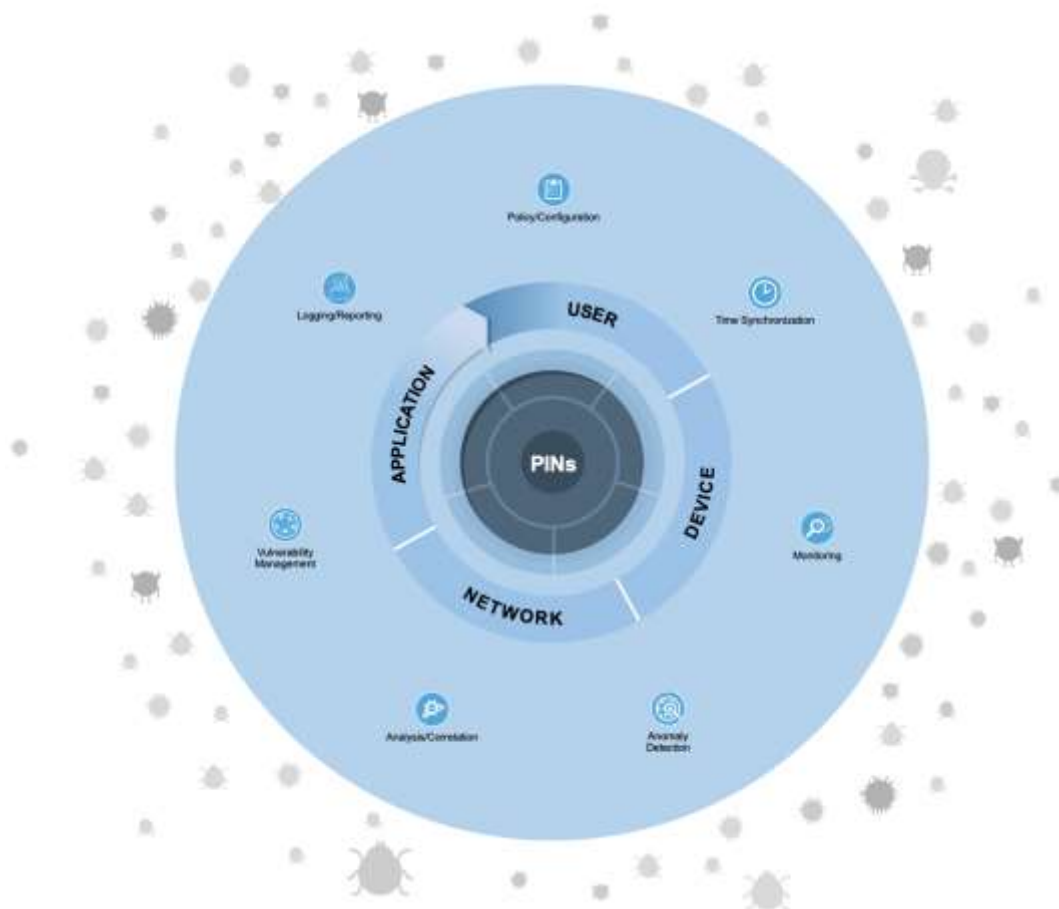 Policy/Configuration
Logging/Reporting
Time Synchronization
USER
APPLICATION
PINs
DEVICE
Vulnerability
Management
Monitoring
NETWORK
Analysis/Correlation
Anomaly
Detection